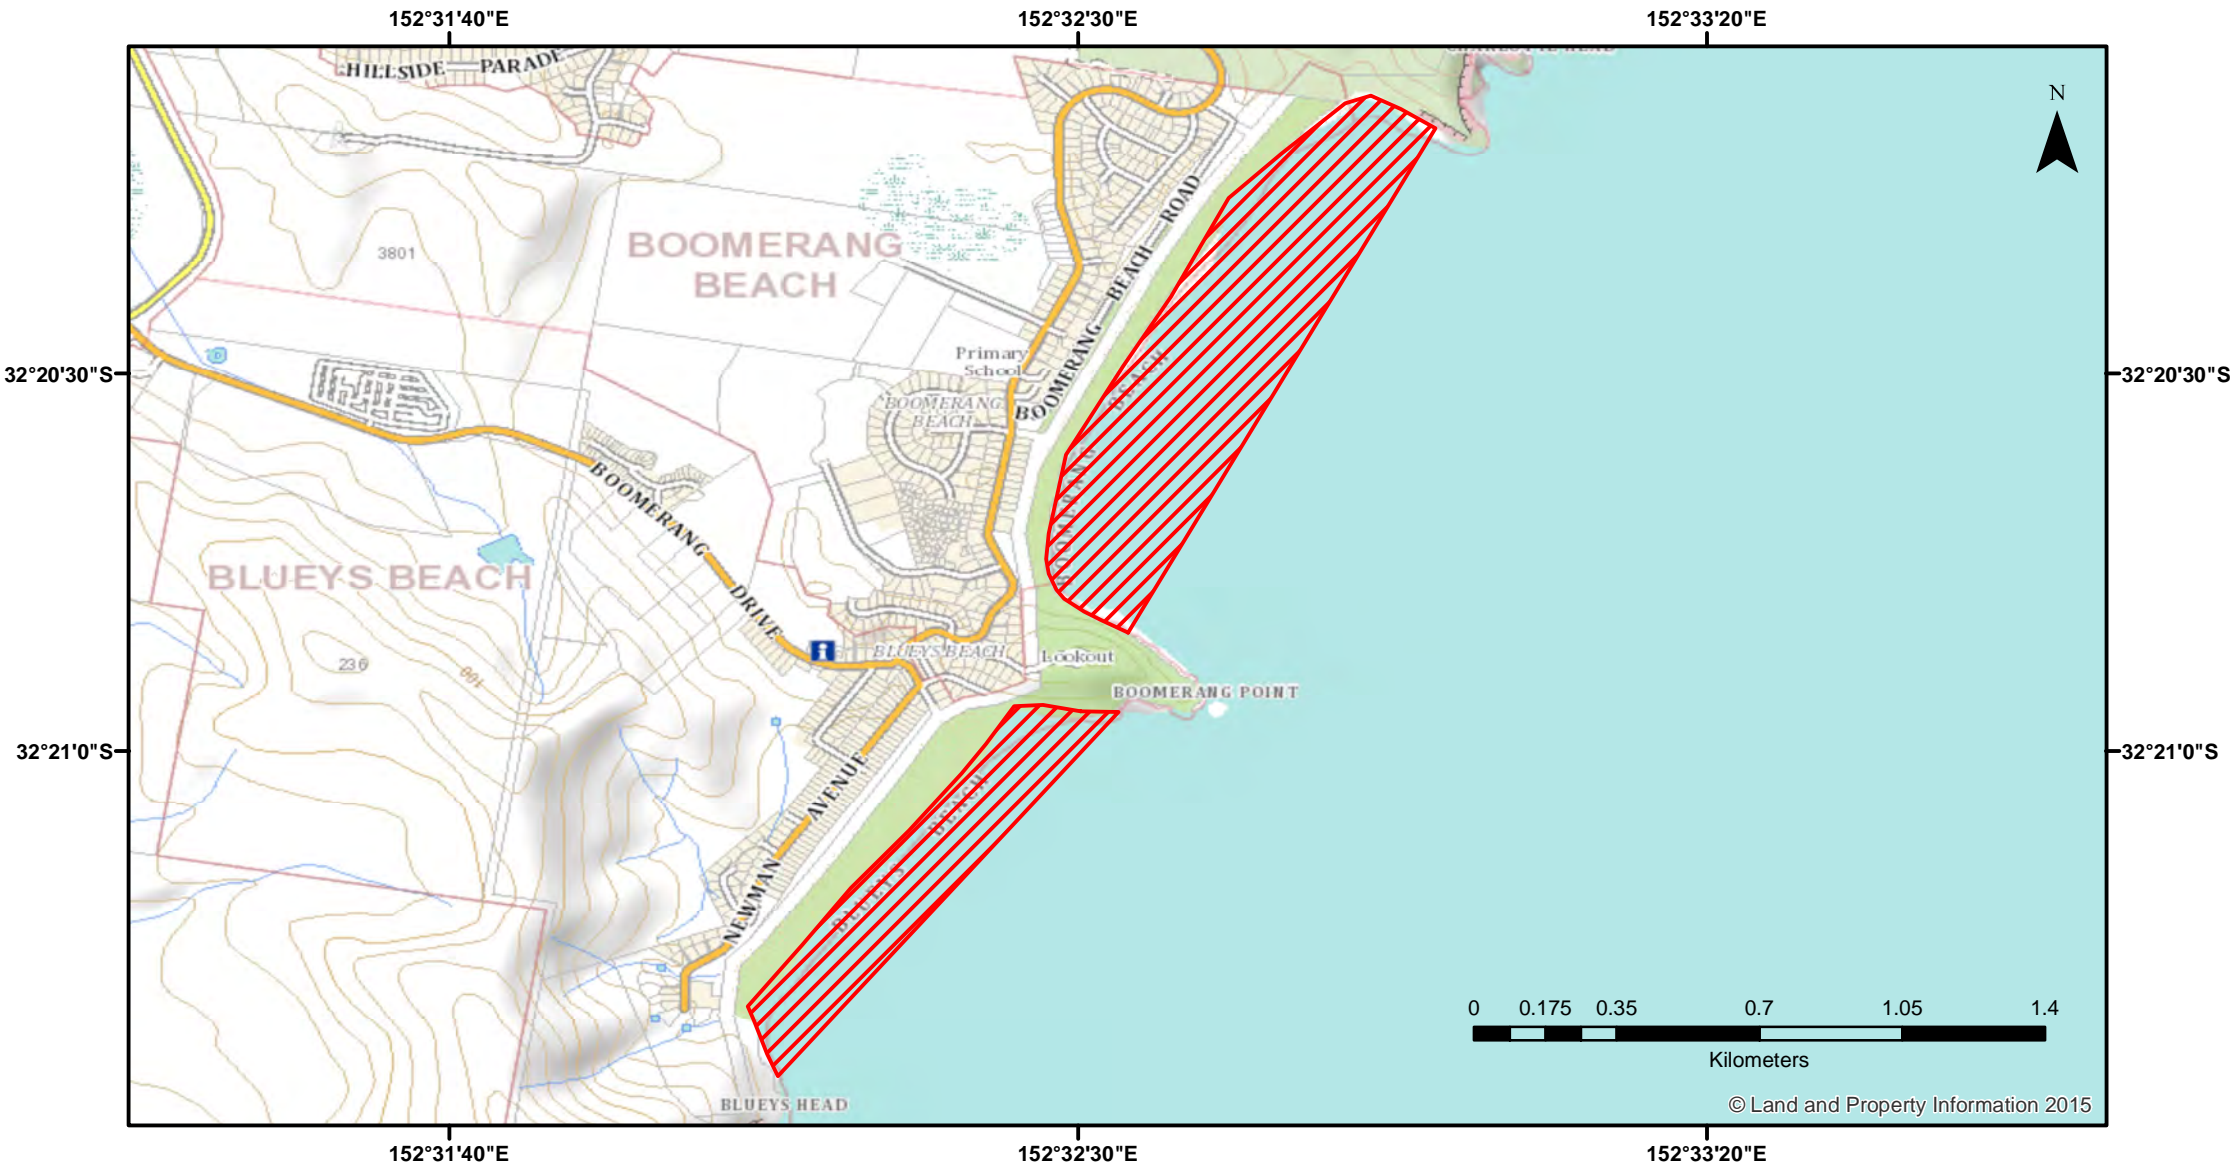 152°31'40"E
152°32'30"E
152°33'20"E
CHARLOTTE HEAD
HILLSIDE PARADE
N
BOOMERANG BEACH ROAD
3801
BOOMERANG
BEACH
Primary
School
32°20'30"S
32°20'30"S
BOOMERANG
BEACH
BOOMERANG BEACH
BOOMERANG DRIVE
BLUEYS BEACH
236
100
BLUEYS BEACH
Lookout
BOOMERANG POINT
32°21'0"S
32°21'0"S
NEWMAN AVENUE
BLUEYS BEACH
0 0.175 0.35 0.7 1.05 1.4
Kilometers
BLUEYS HEAD
© Land and Property Information 2015
152°31'40"E
152°32'30"E
152°33'20"E